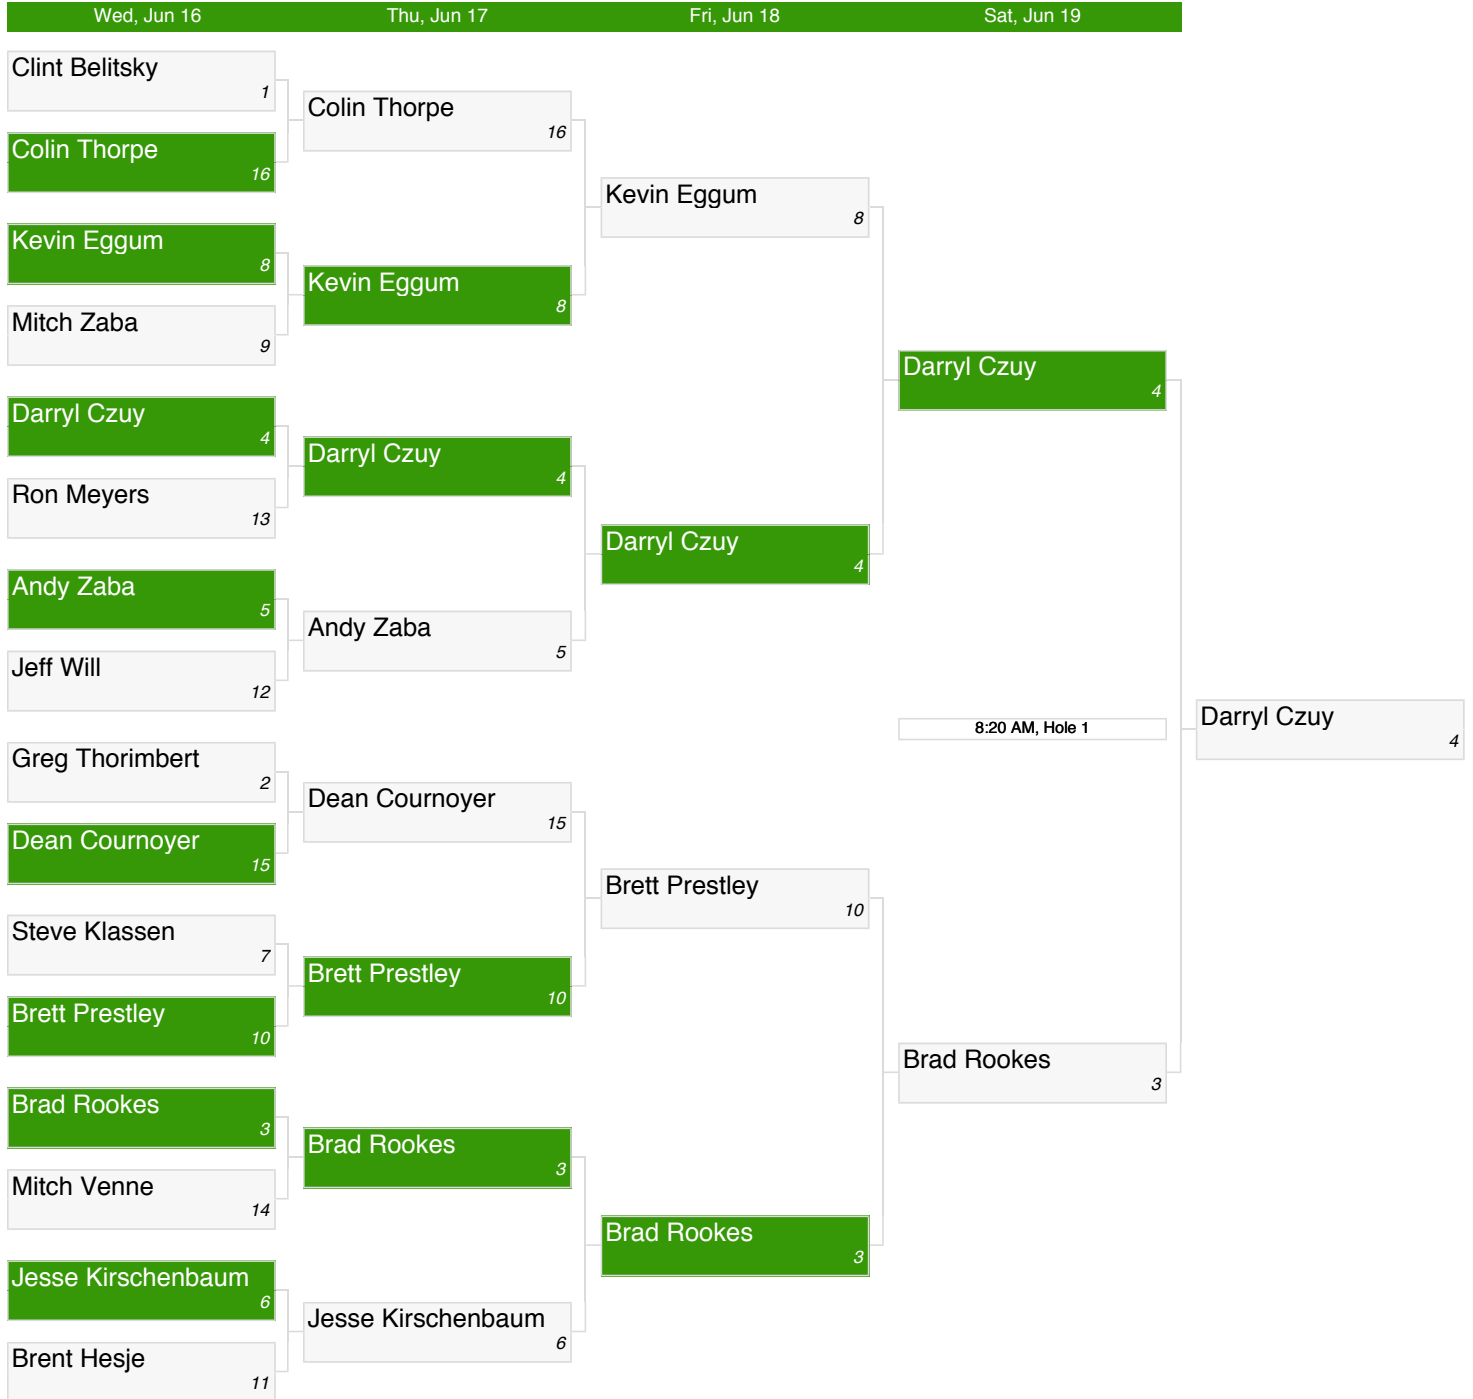 Wed, Jun 16
Thu, Jun 17
Fri, Jun 18
Sat, Jun 19
Clint Belitsky
1
Colin Thorpe
16
Kevin Eggum
8
Mitch Zaba
9
Darryl Czuy
4
Ron Meyers
13
Andy Zaba
5
Jeff Will
12
Greg Thorimbert
2
Dean Cournoyer
15
Steve Klassen
7
Brett Prestley
10
Brad Rookes
3
Mitch Venne
14
Jesse Kirschenbaum
6
Brent Hesje
11
Colin Thorpe
16
Kevin Eggum
8
Darryl Czuy
4
Andy Zaba
5
Dean Cournoyer
15
Brett Prestley
10
Brad Rookes
3
Jesse Kirschenbaum
6
Kevin Eggum
8
Darryl Czuy
4
Brett Prestley
10
Brad Rookes
3
Darryl Czuy
4
8:20 AM, Hole 1
Brad Rookes
3
Darryl Czuy
4